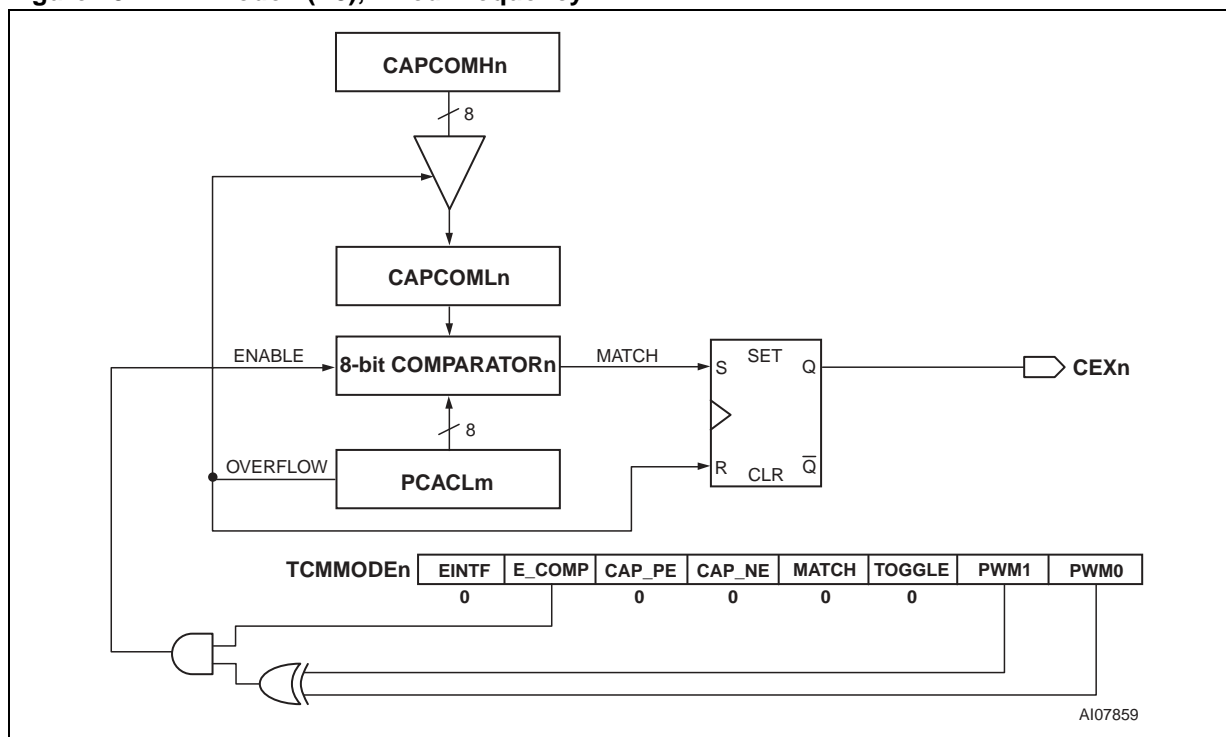 CAPCOMHn
8
CAPCOMLn
ENABLE
8-bit COMPARATORn
MATCH
S SET Q
CEXn
8
OVERFLOW
PCACLm
R CLR Q̅
TCMMODEn EINTF E_COMP CAP_PE CAP_NE MATCH TOGGLE PWM1 PWM0
0 0 0 0 0
AI07859